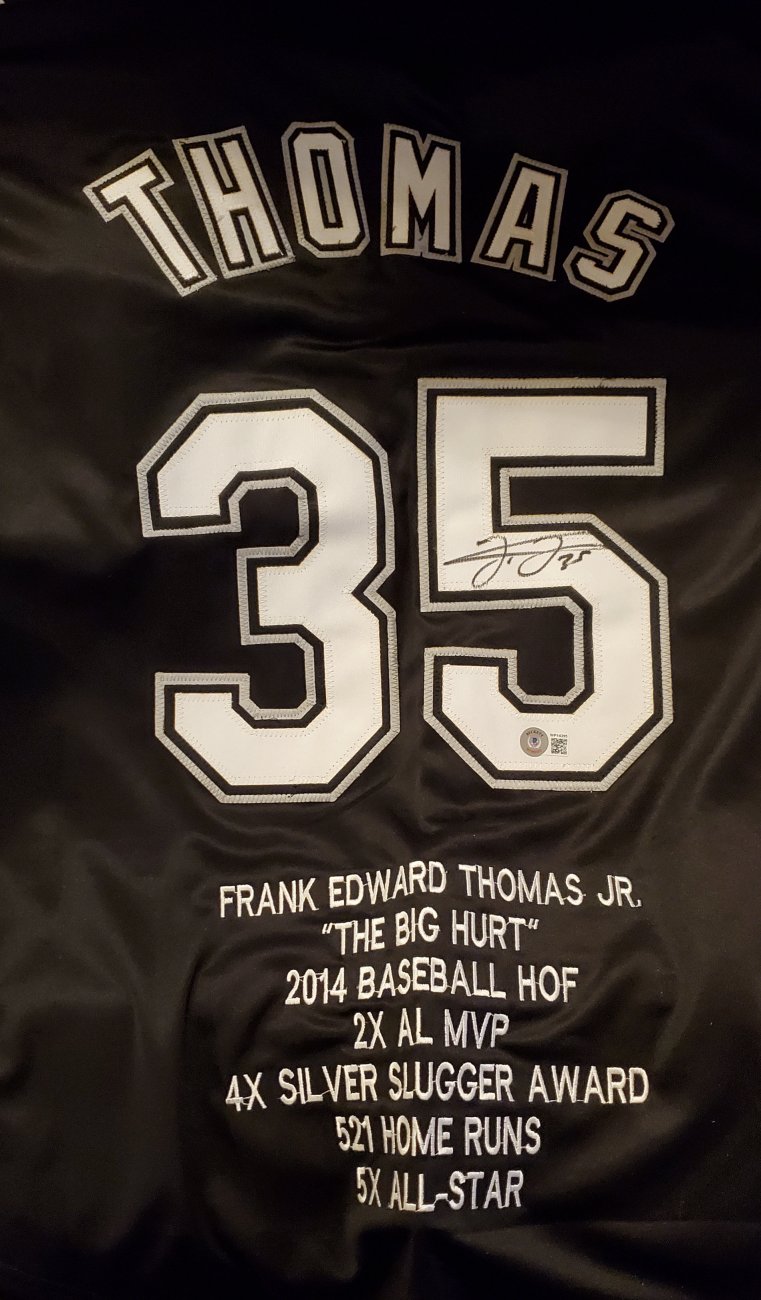 THOMAS
35
35
FRANK EDWARD THOMAS JR.
"THE BIG HURT"
2014 BASEBALL HOF
2X AL MVP
4X SILVER SLUGGER AWARD
521 HOME RUNS
5X ALL-STAR